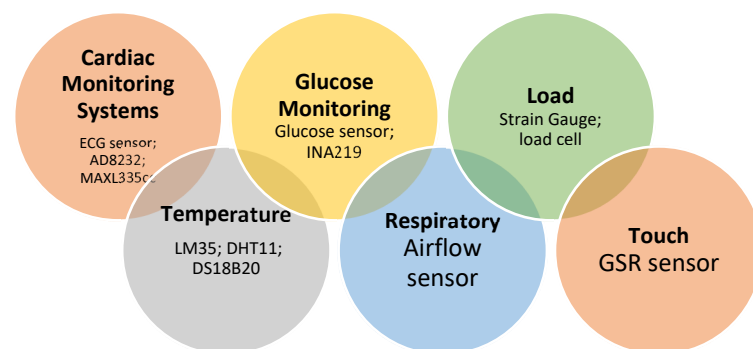 Cardiac
Monitoring
Systems
ECG sensor;
AD8232;
Glucose
Monitoring
Glucose sensor;
INA219
Load
Strain Gauge;
load cell
Temperature
LM35; DHT11;
DS18B20
Respiratory
Airflow
sensor
Touch
GSR sensor